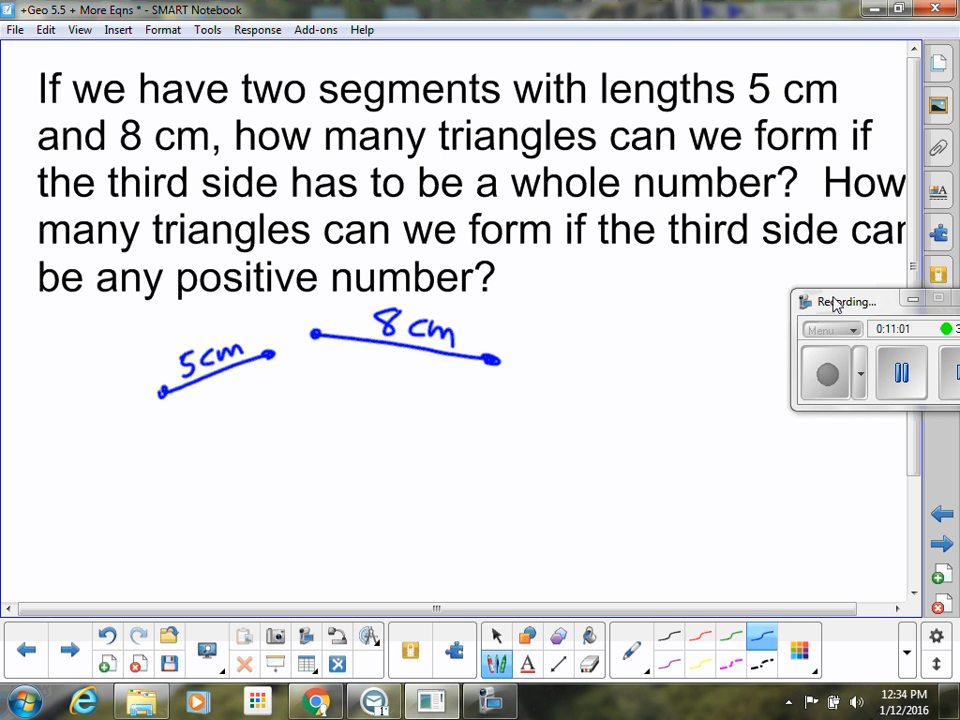 +Geo 5.5 + More Eqns * - SMART Notebook
File Edit View Insert Format Tools Response Add-ons Help
If we have two segments with lengths 5 cm
and 8 cm, how many triangles can we form if
the third side has to be a whole number? How
many triangles can we form if the third side can
be any positive number?
Recording...
Menu
0:11:01
3
5cm
8 cm
A
12:34 PM
1/12/2016